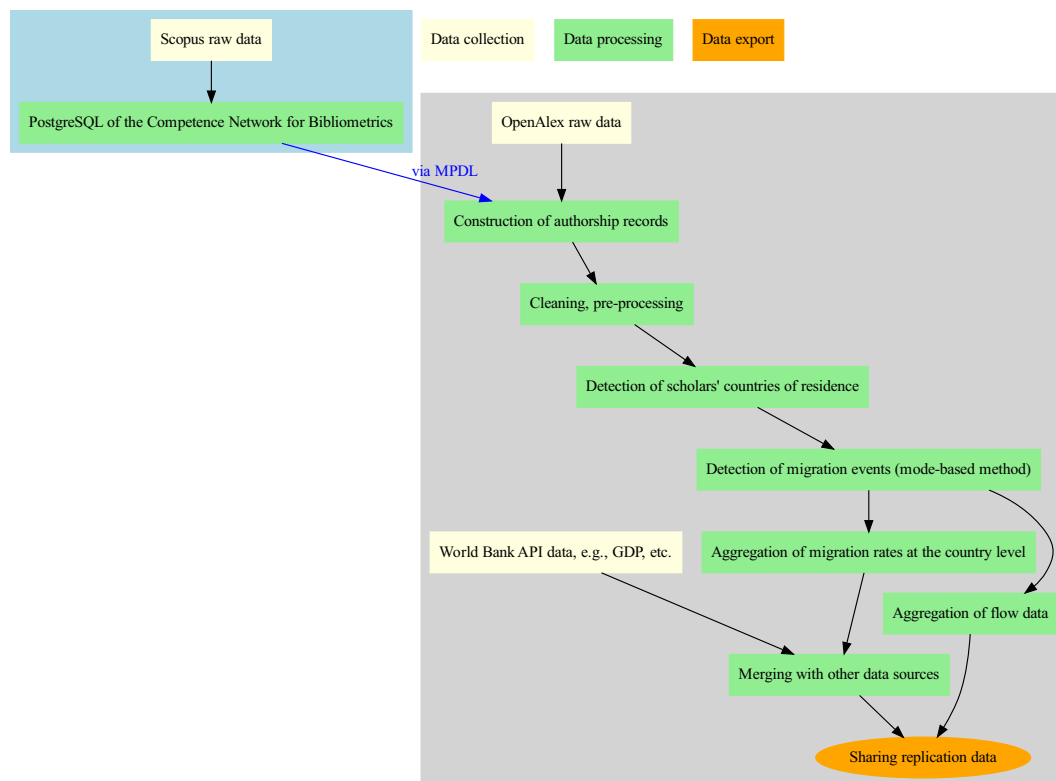 Scopus raw data
Data collection
Data processing
Data export
PostgreSQL of the Competence Network for Bibliometrics
OpenAlex raw data
via MPDL
Construction of authorship records
Cleaning, pre-processing
Detection of scholars' countries of residence
Detection of migration events (mode-based method)
World Bank API data, e.g., GDP, etc.
Aggregation of migration rates at the country level
Aggregation of flow data
Merging with other data sources
Sharing replication data